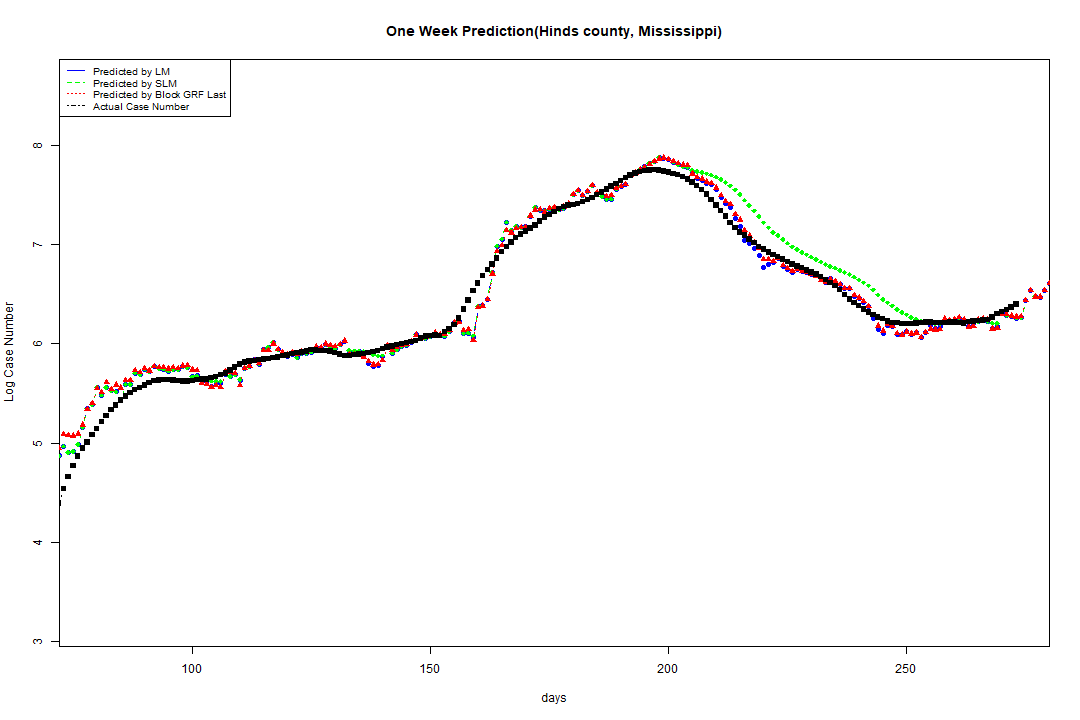 One Week Prediction(Hinds county, Mississippi)
Predicted by LM
Predicted by SLM
Predicted by Block GRF Last
Actual Case Number
8
7
6
5
4
3
Log Case Number
100 150 200 250
days